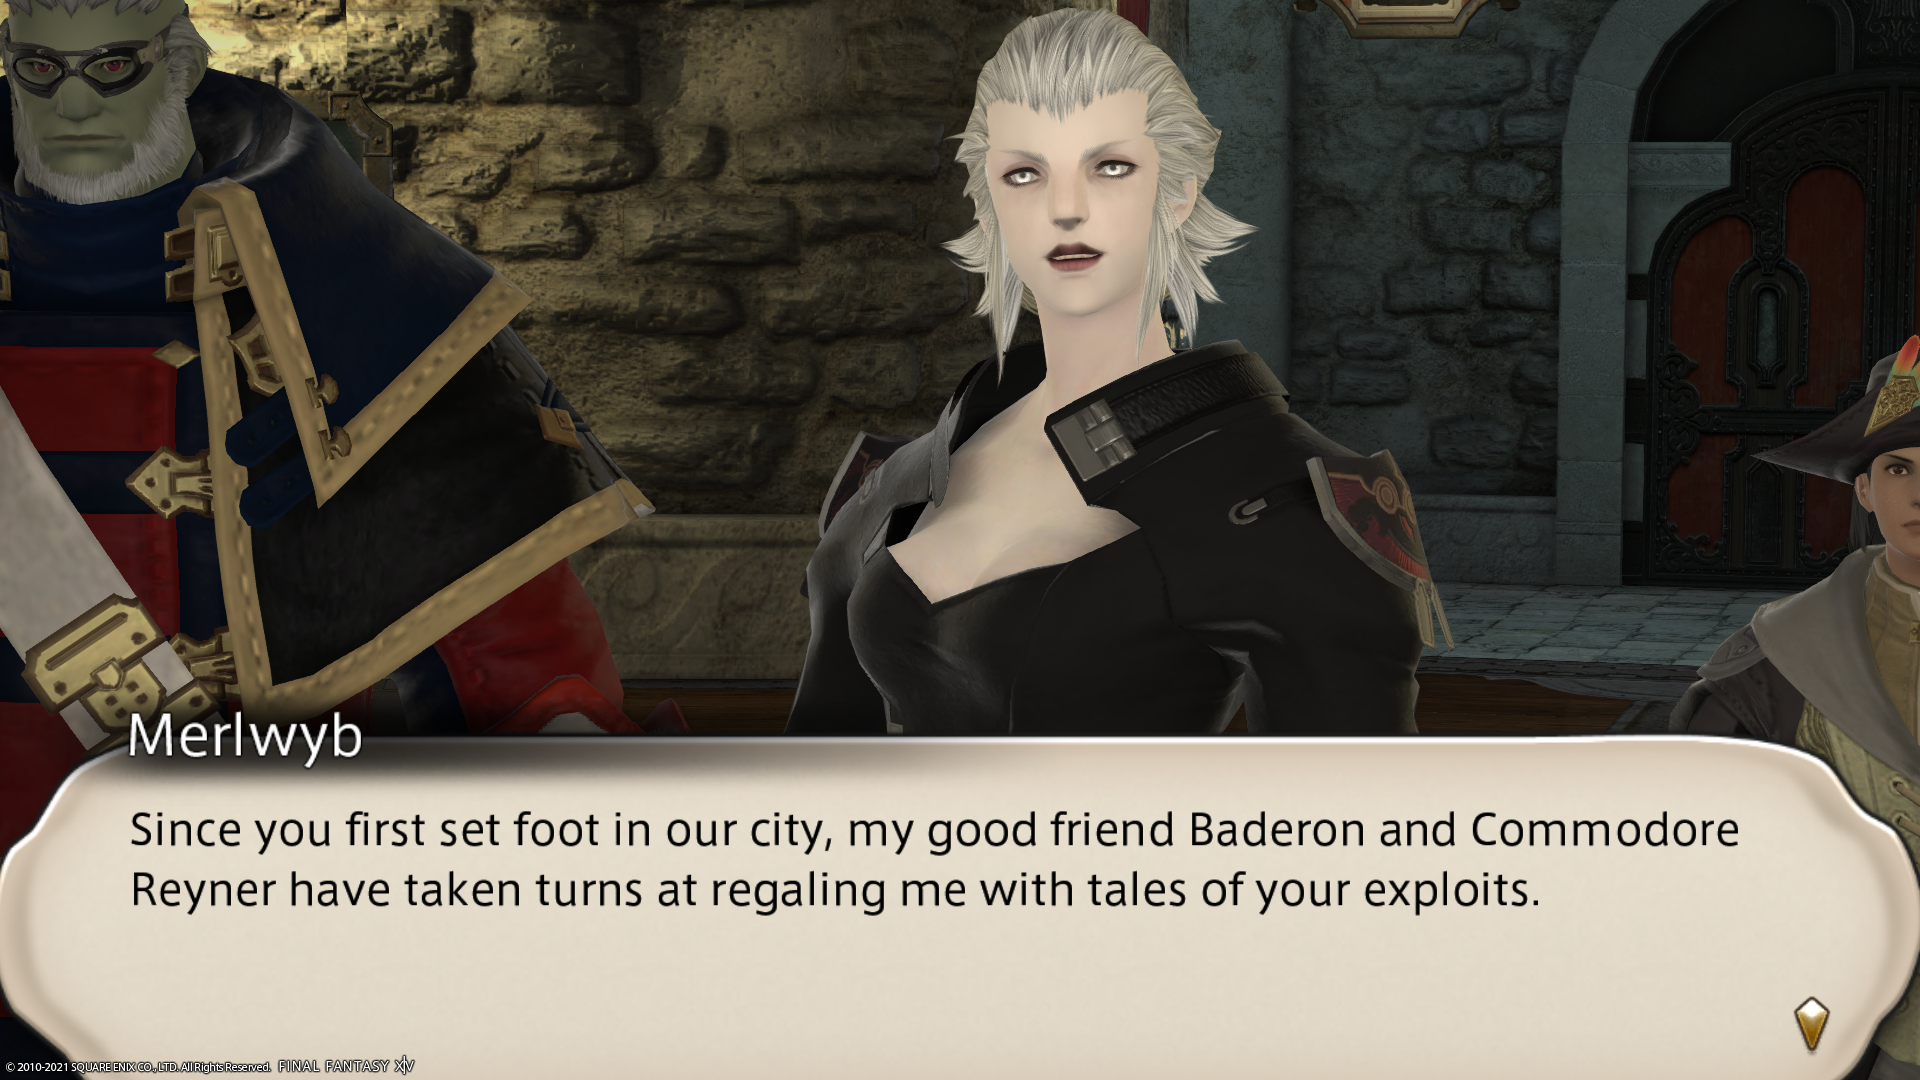 Merlwyb
Since you first set foot in our city, my good friend Baderon and Commodore
Reyner have taken turns at regaling me with tales of your exploits.
© 2010-2021 SQUARE ENIX CO., LTD. All Rights Reserved. FINAL FANTASY XIV